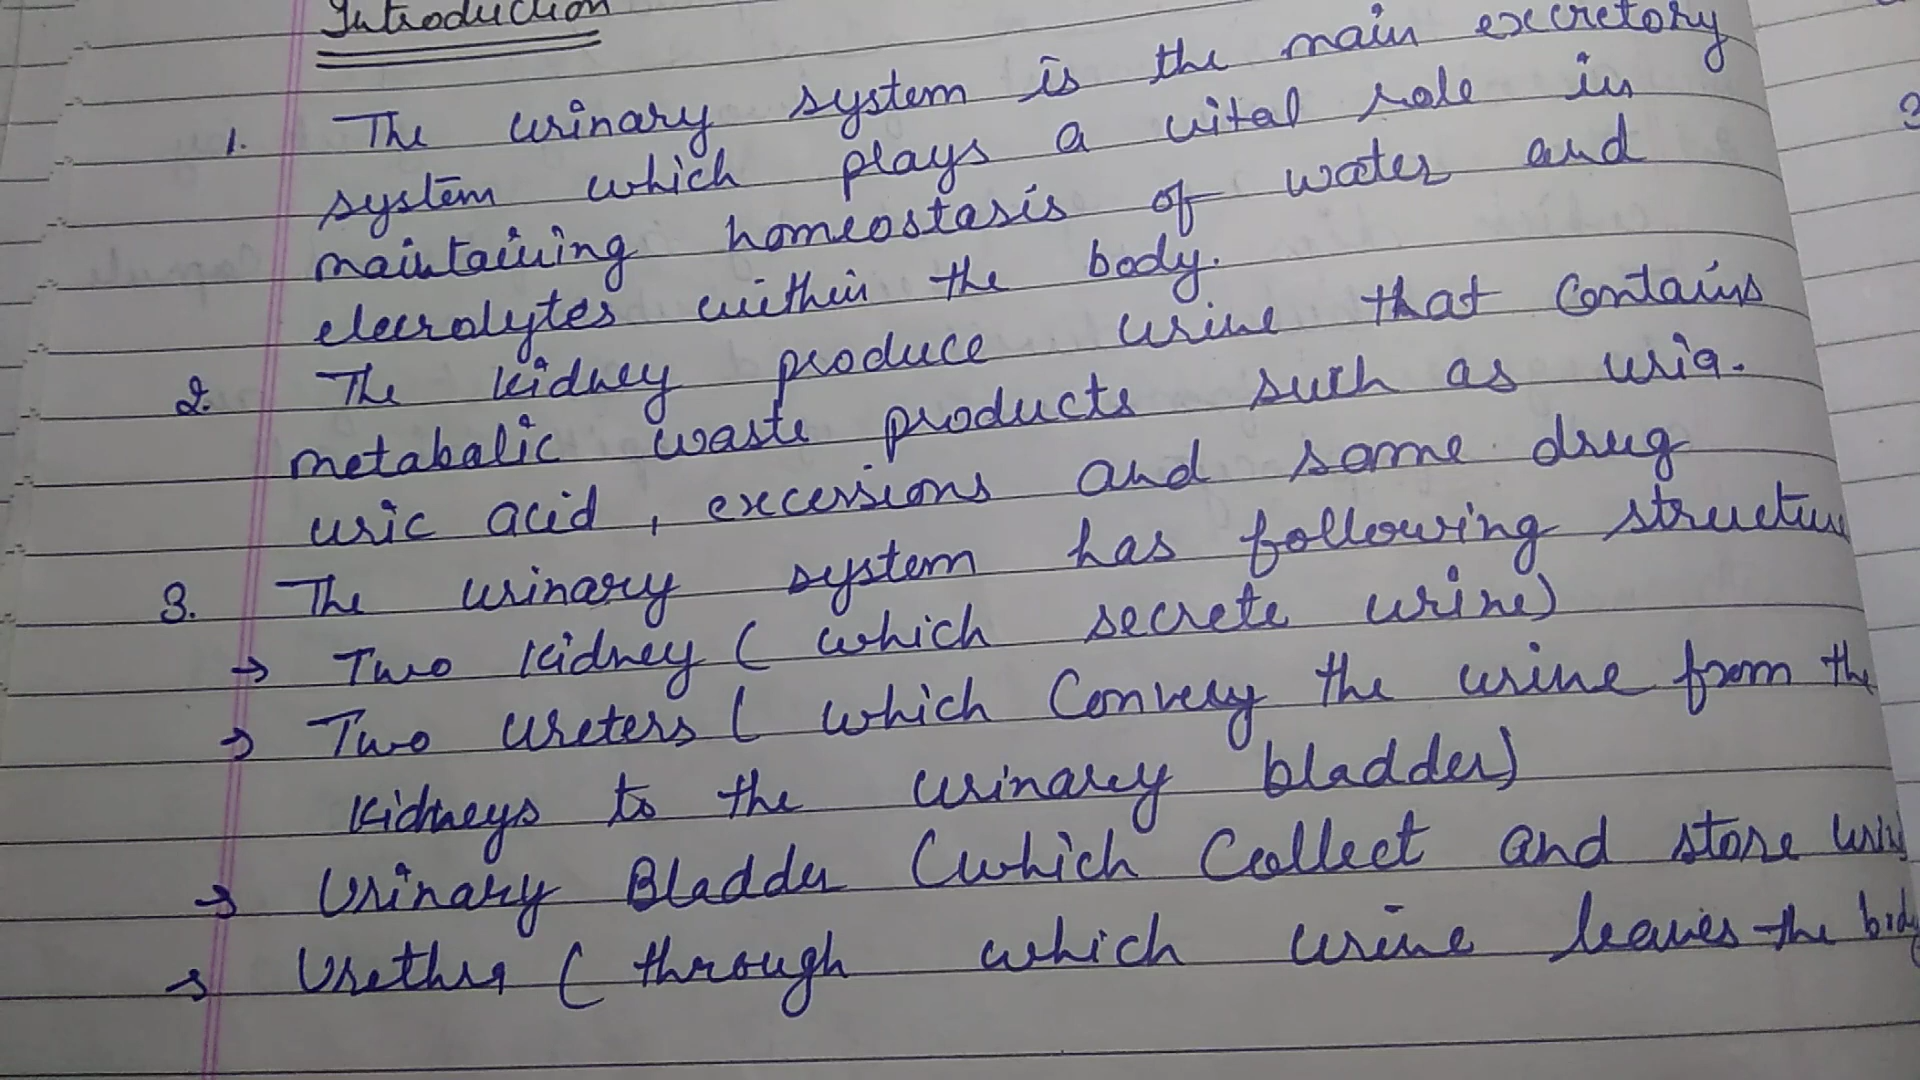 Introduction
1. The urinary system is the main excretory
system which plays a vital role in
maintaining homeostasis of water and
elecrolytes within the body.
2. The kidney produce urine that contains
metabalic waste products such as uria.
uric acid, excersions and some drug
3. The urinary system has following structure
→ Two kidney ( which secrete urine)
→ Two ureters ( which Convey the urine from the
kidneys to the urinary bladder)
→ Urinary Bladder (which Collect and store
→ Urethra ( through which urine leaves the body
3